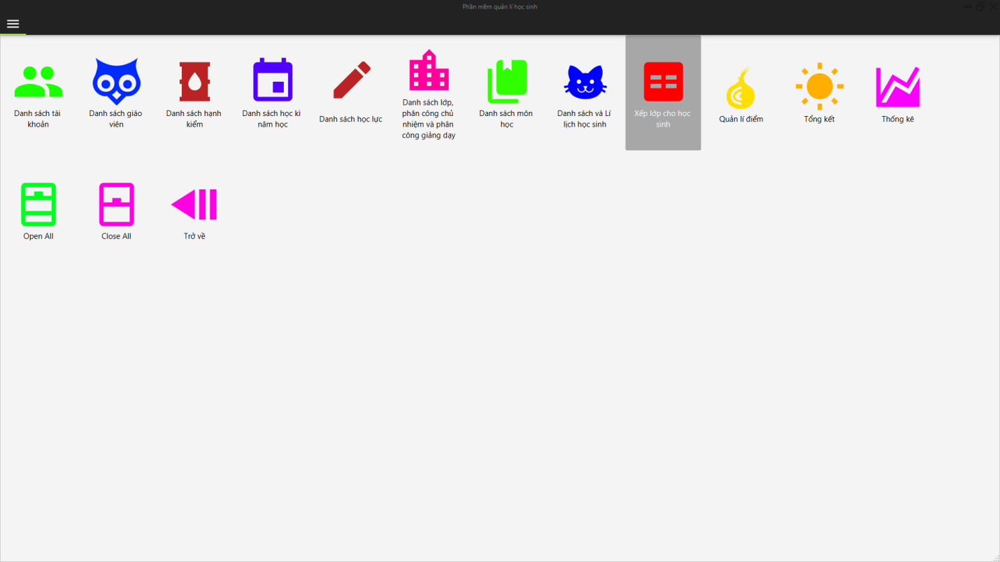 Phần mềm quản lí học sinh
Danh sách tài
khoản
Danh sách giáo
viên
Danh sách hạnh
kiểm
Danh sách học kì
năm học
Danh sách học lực
Danh sách lớp,
phân công chủ
nhiệm và phân
công giảng dạy
Danh sách môn
học
Danh sách và Lí
lịch học sinh
Xếp lớp cho học
sinh
Quản lí điểm
Tổng kết
Thống kê
Open All
Close All
Trở về